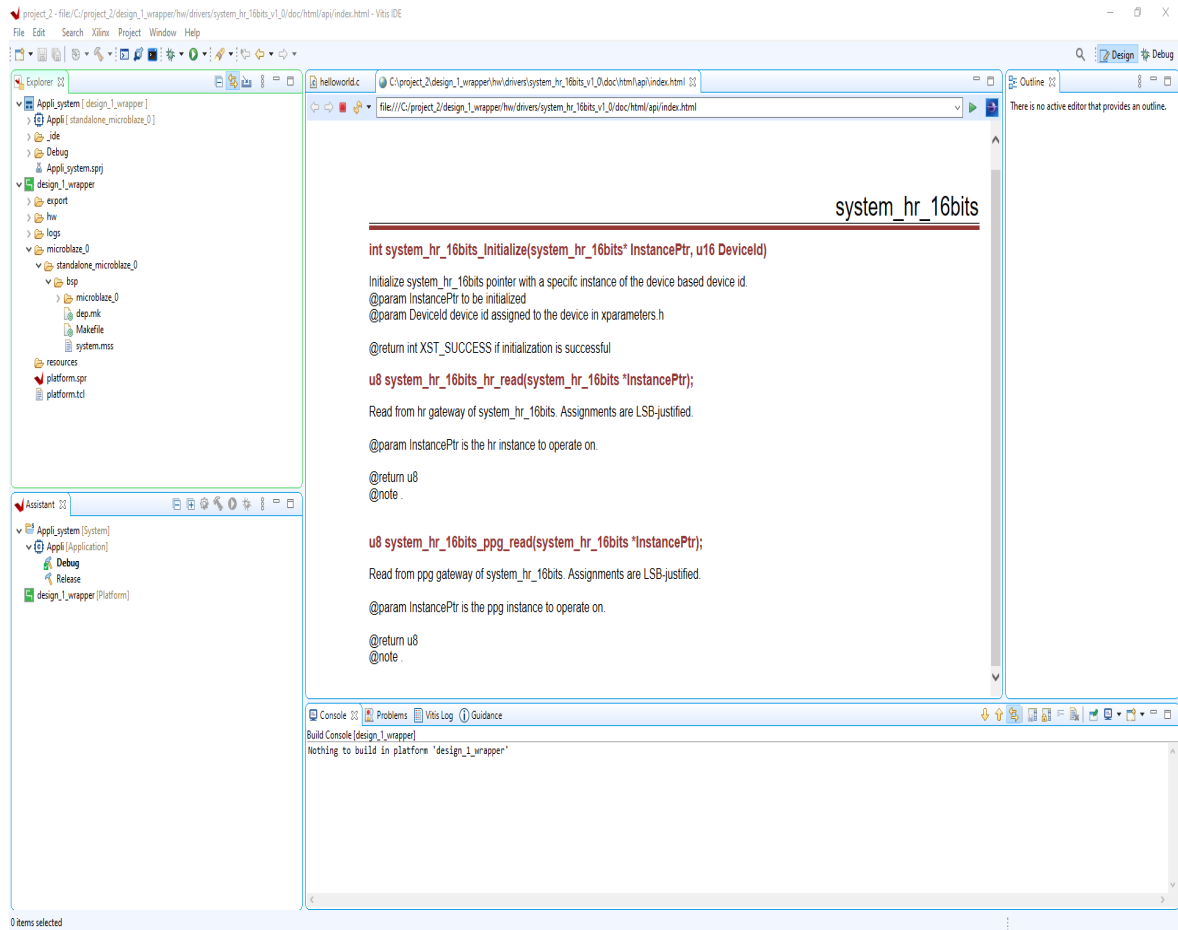 project_2 - file:/C:/project_2/design_1_wrapper/hw/drivers/system_hr_16bits_v1_0/doc/html/api/index.html - Vitis IDE
File Edit Search Xilinx Project Window Help
Design Debug
Explorer
Appli_system [ design_1_wrapper ]
Appli [ standalone_microblaze_0 ]
_ide
Debug
Appli_system.sprj
design_1_wrapper
export
hw
logs
microblaze_0
standalone_microblaze_0
bsp
microblaze_0
dep.mk
Makefile
system.mss
resources
platform.spr
platform.tcl
Assistant
Appli_system [System]
Appli [Application]
Debug
Release
design_1_wrapper [Platform]
helloworld.c C:\project_2\design_1_wrapper\hw\drivers\system_hr_16bits_v1_0\doc\html\api\index.html
file:///C:/project_2/design_1_wrapper/hw/drivers/system_hr_16bits_v1_0/doc/html/api/index.html
system_hr_16bits
int system_hr_16bits_Initialize(system_hr_16bits* InstancePtr, u16 DeviceId)
Initialize system_hr_16bits pointer with a specifc instance of the device based device id.
@param InstancePtr to be initialized
@param DeviceId device id assigned to the device in xparameters.h
@return int XST_SUCCESS if initialization is successful
u8 system_hr_16bits_hr_read(system_hr_16bits *InstancePtr);
Read from hr gateway of system_hr_16bits. Assignments are LSB-justified.
@param InstancePtr is the hr instance to operate on.
@return u8
@note .
u8 system_hr_16bits_ppg_read(system_hr_16bits *InstancePtr);
Read from ppg gateway of system_hr_16bits. Assignments are LSB-justified.
@param InstancePtr is the ppg instance to operate on.
@return u8
@note .
Outline
There is no active editor that provides an outline.
Console Problems Vitis Log Guidance
Build Console [design_1_wrapper]
Nothing to build in platform 'design_1_wrapper'
0 items selected